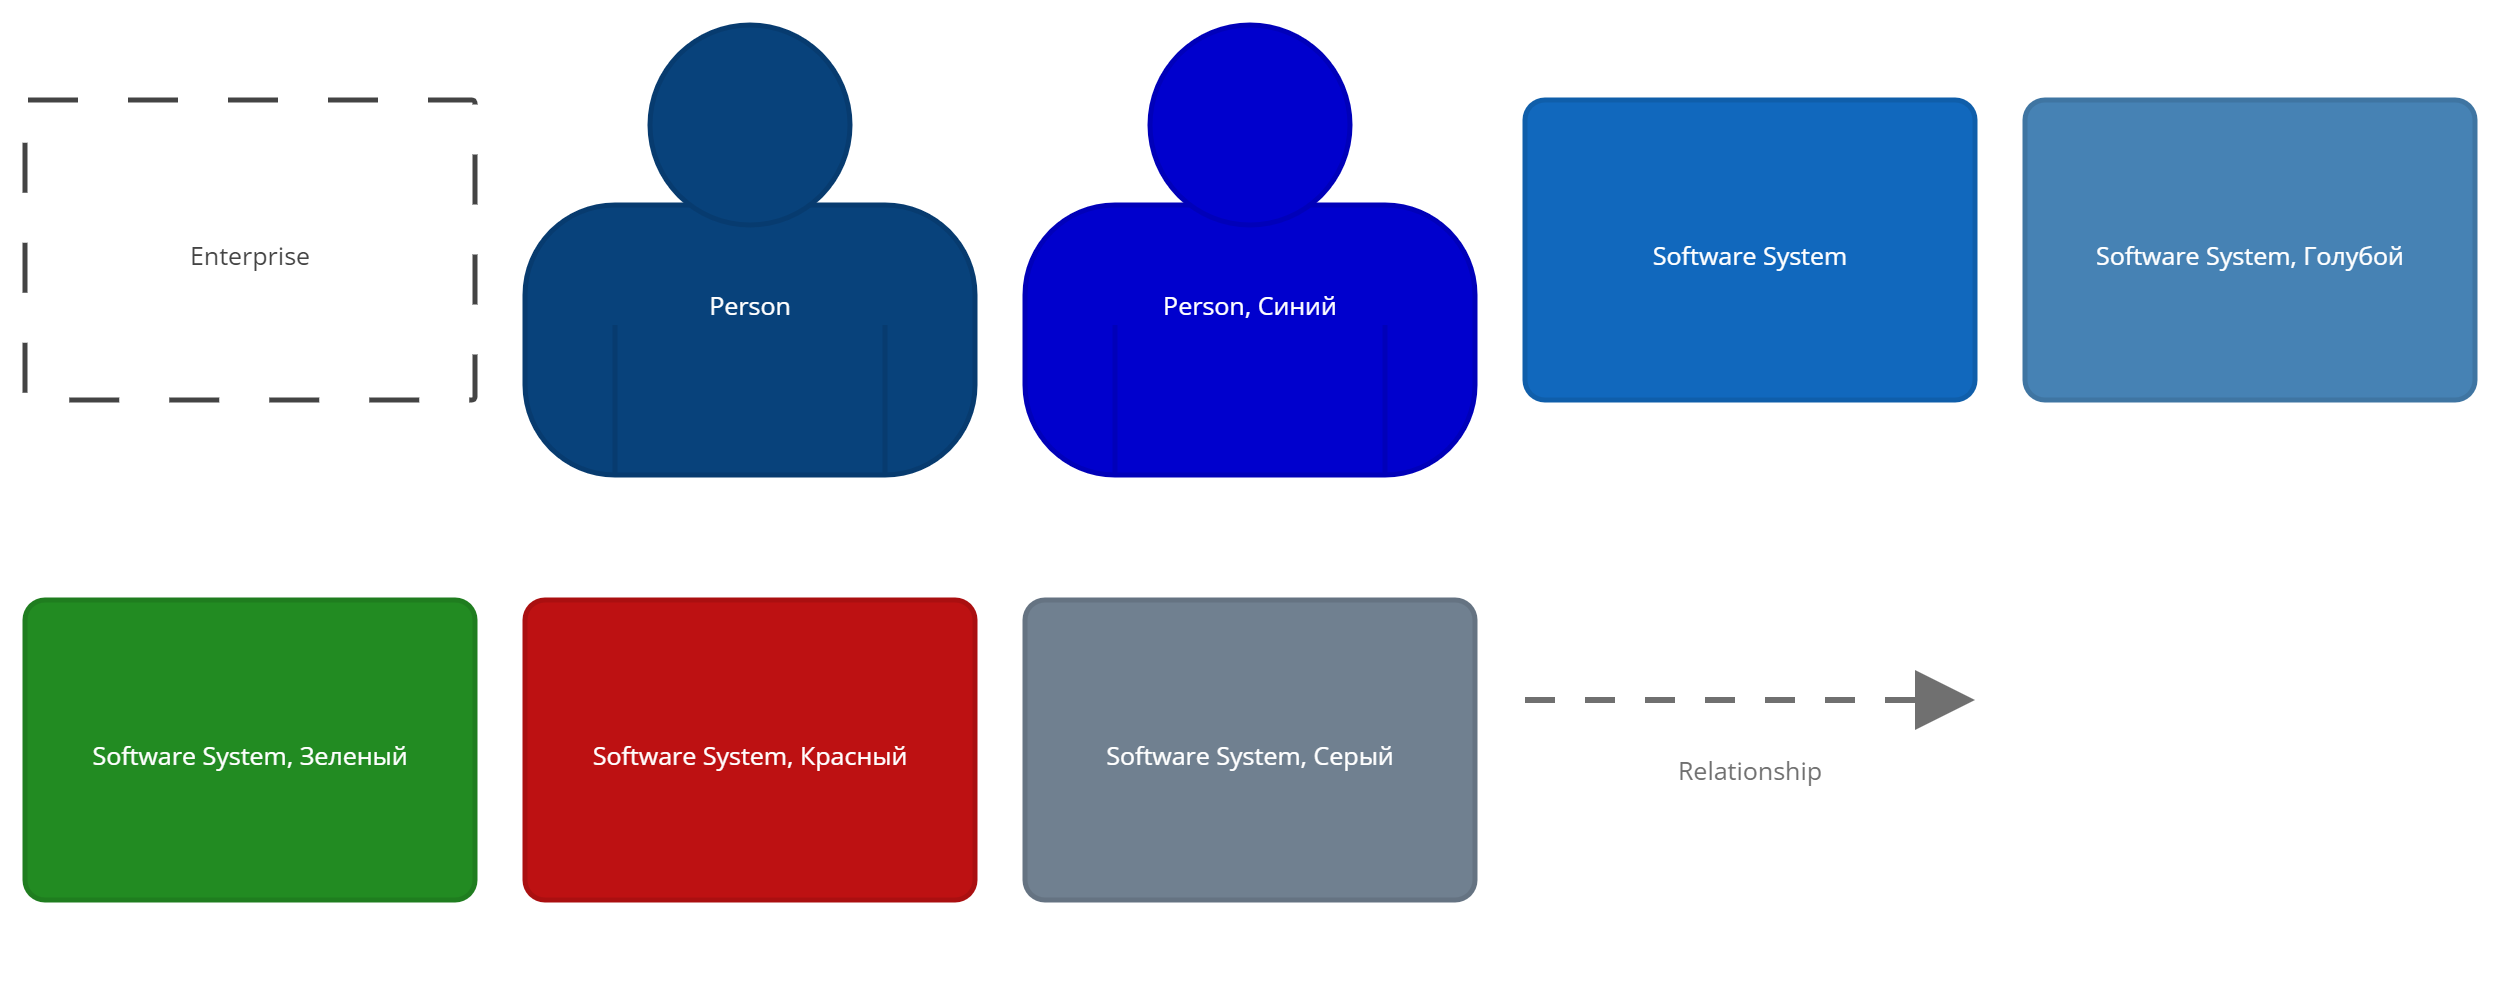 Enterprise
Person
Person, Синий
Software System
Software System, Голубой
Software System, Зеленый
Software System, Красный
Software System, Серый
Relationship